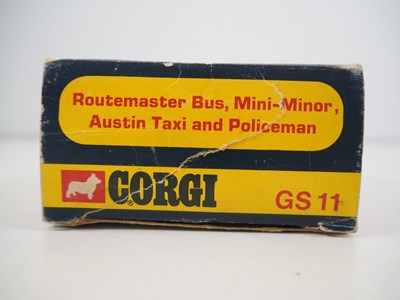 Routemaster Bus, Mini-Minor,
Austin Taxi and Policeman
CORGI®
GS 11